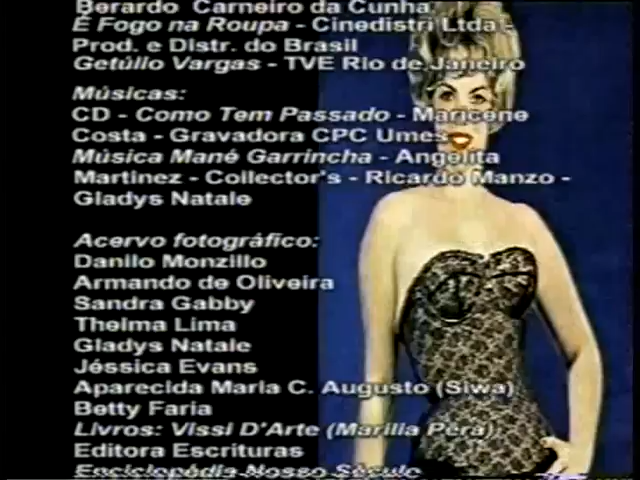 Berardo Carneiro da Cunha
É Fogo na Roupa - Cinedistri Ltda -
Prod. e Distr. do Brasil
Getúlio Vargas - TVE Rio de Janeiro
Músicas:
CD - Como Tem Passado - Maricene
Costa - Gravadora CPC Umes
Música Mané Garrincha - Angelita
Martinez - Collector's - Ricardo Manzo -
Gladys Natale
Acervo fotográfico:
Danilo Monzillo
Armando de Oliveira
Sandra Gabby
Thelma Lima
Gladys Natale
Jéssica Evans
Aparecida Maria C. Augusto (Siwa)
Betty Faria
Livros: Vissi D'Arte (Marília Pêra)
Editora Escrituras
Enciclopédia Nosso Século